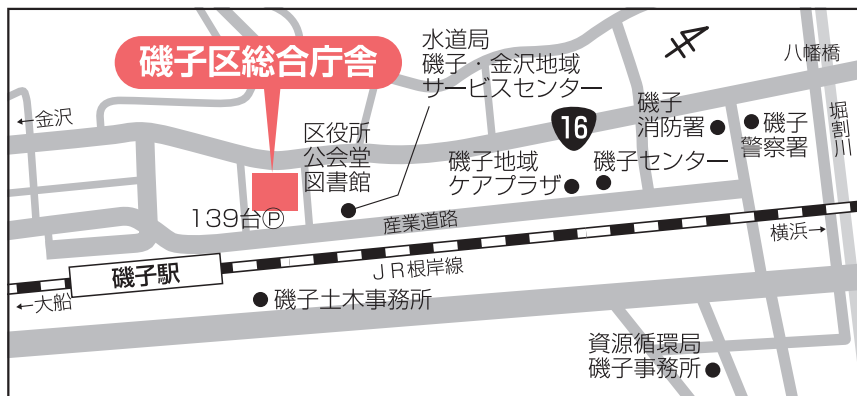 水道局
磯子・金沢地域
サービスセンター
八幡橋
磯子区総合庁舎
←金沢
区役所
公会堂
図書館
16
磯子
消防署
磯子
警察署
堀割川
磯子地域
ケアプラザ
磯子センター
139台Ⓟ
産業道路
横浜→
磯子駅
JR根岸線
←大船
磯子土木事務所
資源循環局
磯子事務所